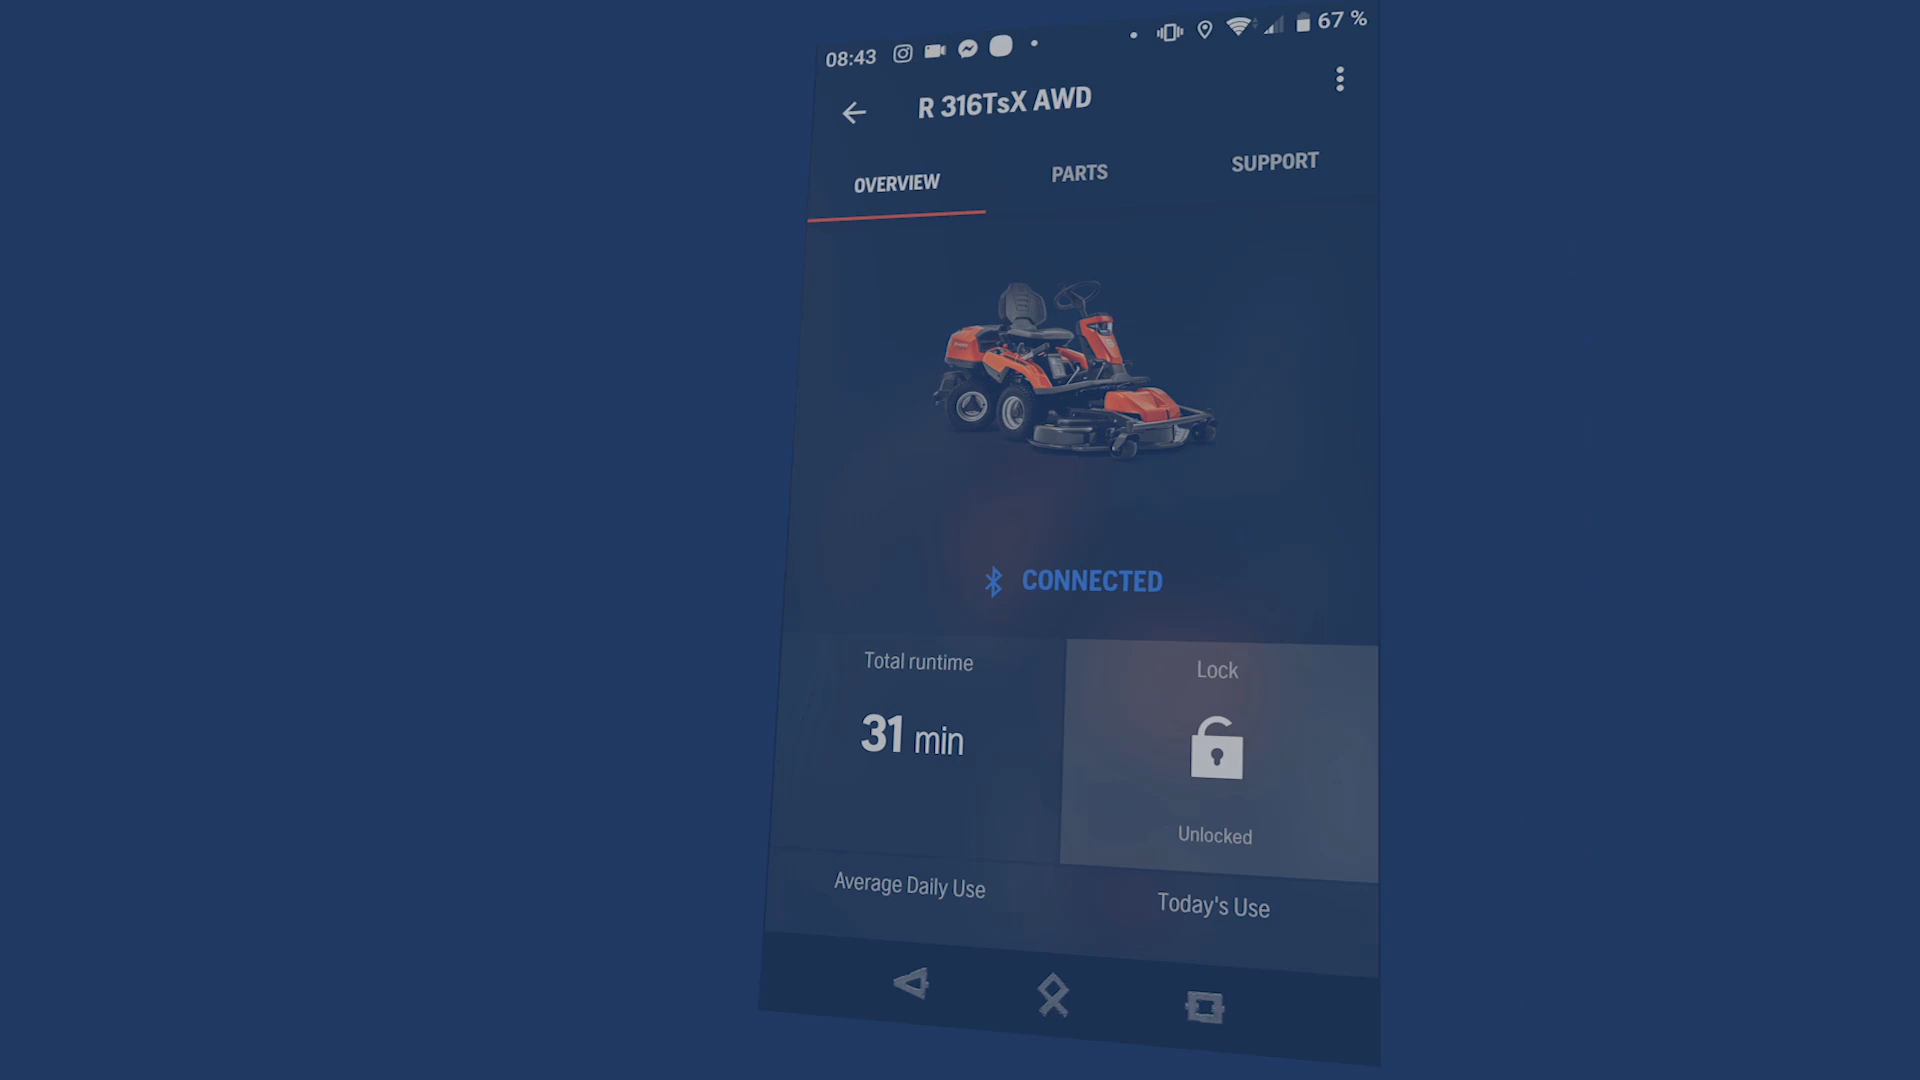 08:43
67 %
R 316TsX AWD
OVERVIEW
PARTS
SUPPORT
CONNECTED
Total runtime
Lock
31 min
Unlocked
Average Daily Use
Today's Use